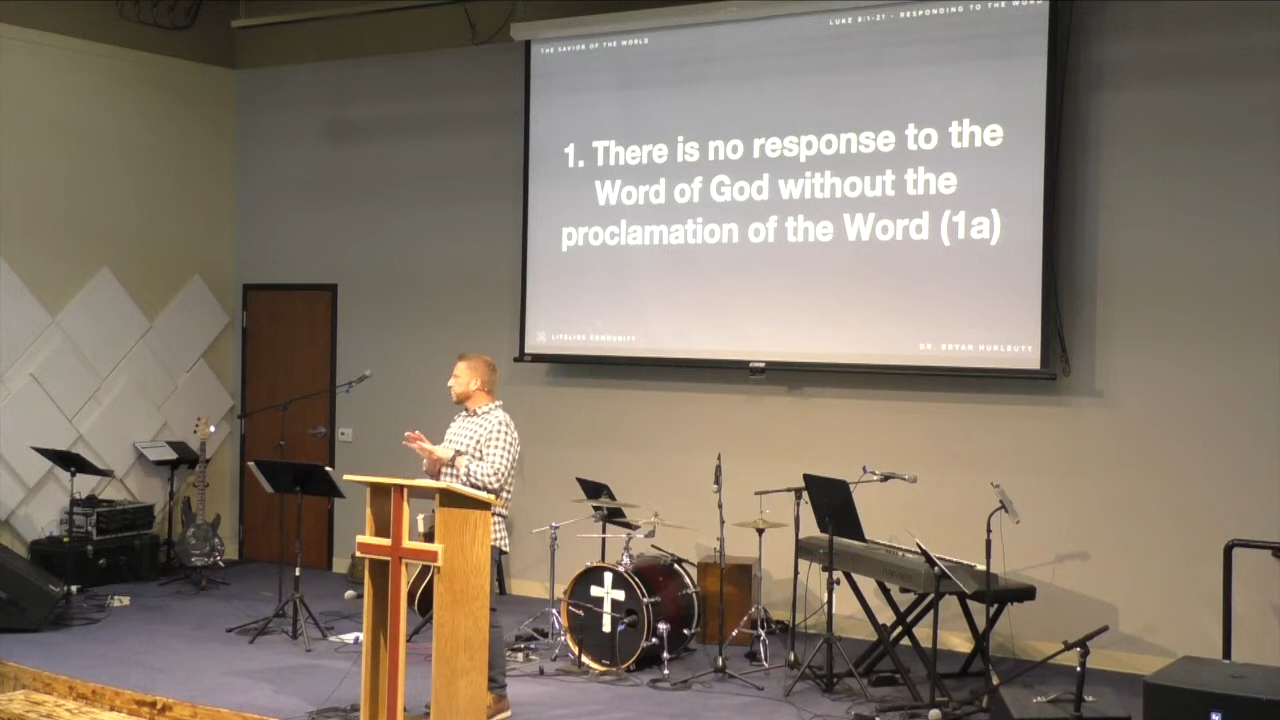 THE SAVIOR OF THE WORLD
LUKE 8:1-21 - RESPONDING TO THE WORD
1. There is no response to the
Word of God without the
proclamation of the Word (1a)
LIFELINE COMMUNITY
DR. BRYAN HURLBUTT